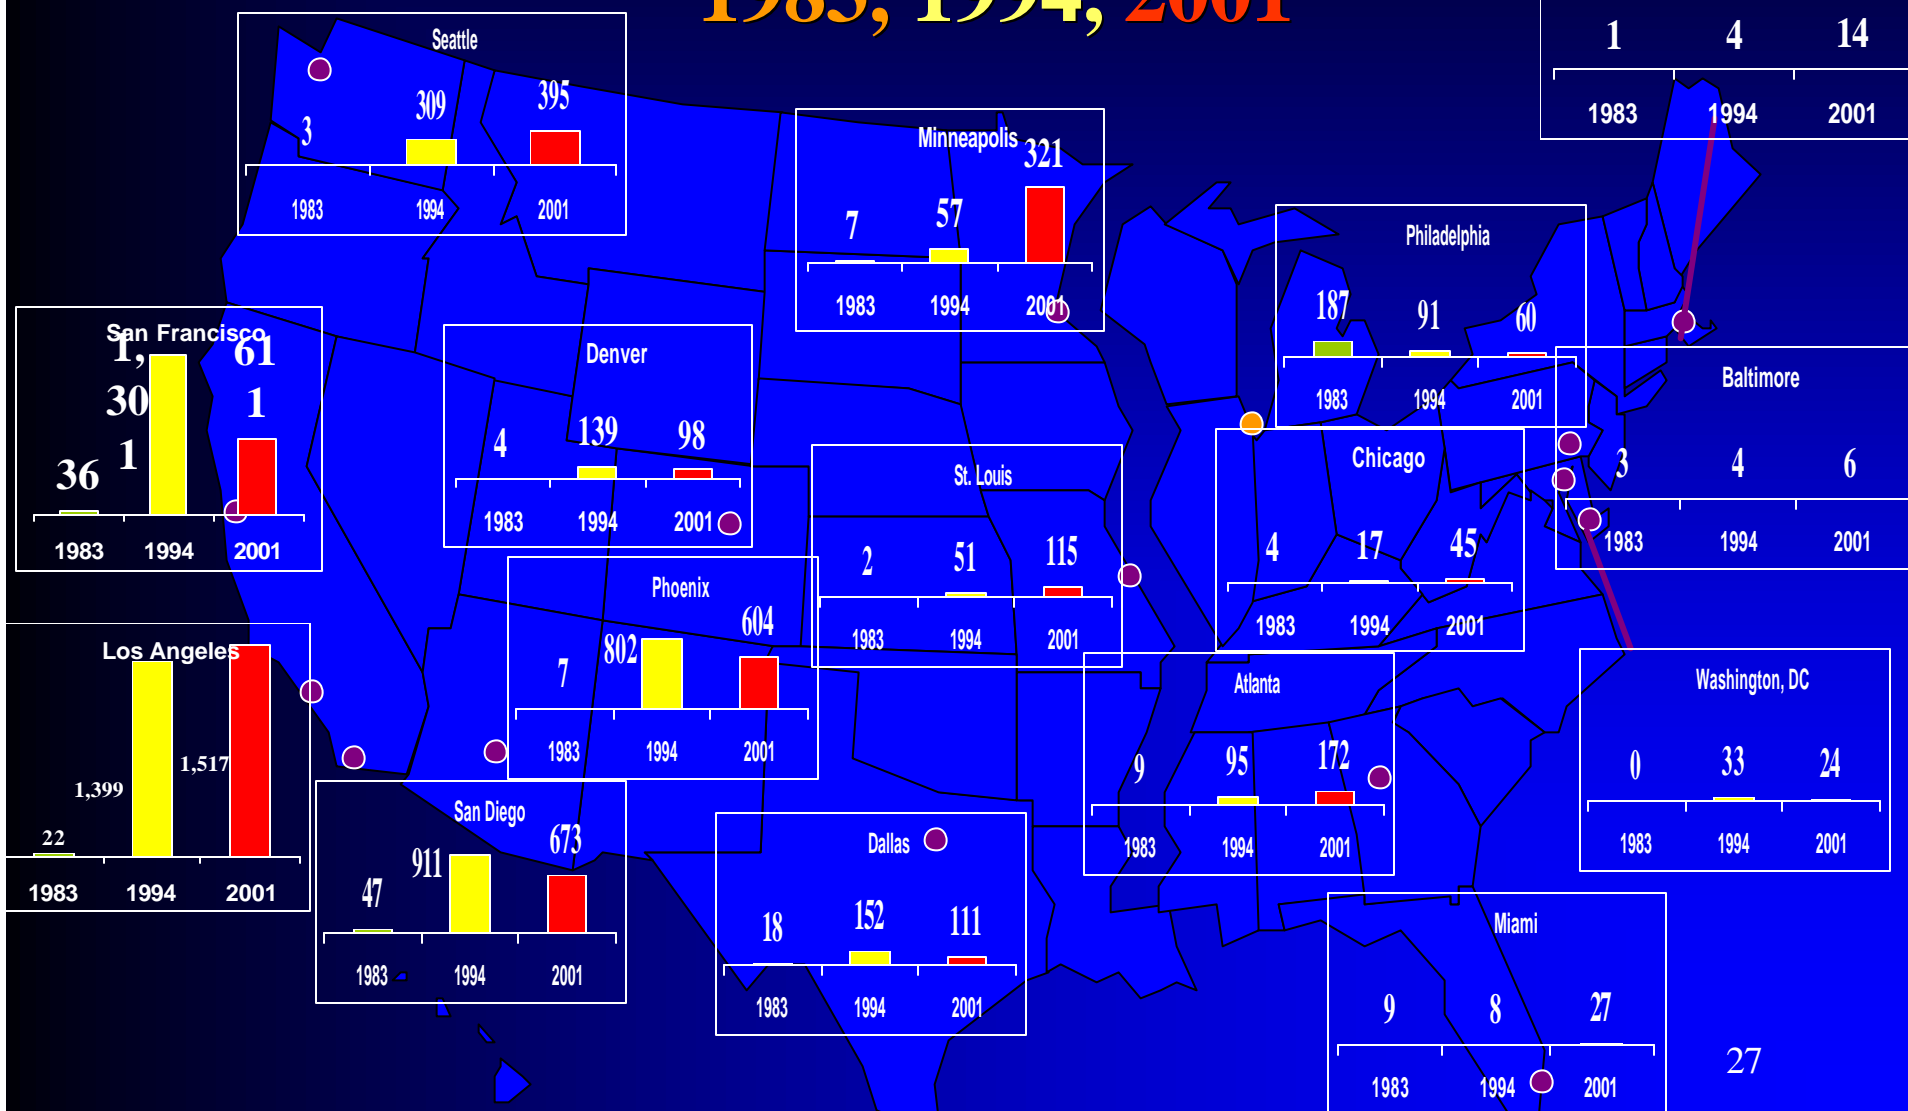 1983, 1994, 2001
1 4 14
1983 1994 2001
Seattle
3 309 395
1983 1994 2001
Minneapolis
7 57 321
1983 1994 2001
Philadelphia
187 91 60
1983 1994 2001
San Francisco
36
1,
30
1
61
1
1983 1994 2001
Denver
4 139 98
1983 1994 2001
Baltimore
3 4 6
1983 1994 2001
St. Louis
2 51 115
1983 1994 2001
Chicago
4 17 45
1983 1994 2001
Phoenix
7 802 604
1983 1994 2001
Los Angeles
22 1,399 1,517
1983 1994 2001
Atlanta
9 95 172
1983 1994 2001
Washington, DC
0 33 24
1983 1994 2001
San Diego
47 911 673
1983 1994 2001
Dallas
18 152 111
1983 1994 2001
Miami
9 8 27
1983 1994 2001
27